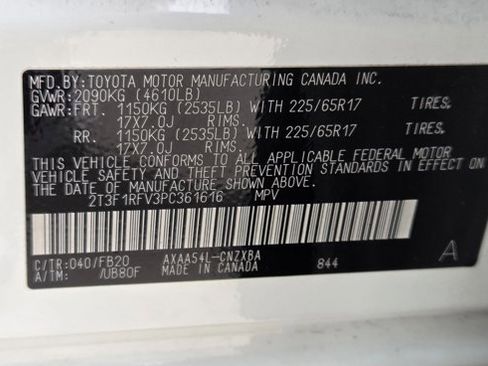 MFD.BY:TOYOTA MOTOR MANUFACTURING CANADA INC.
GVWR:2090KG (4610LB)
GAWR:FRT. 1150KG (2535LB) WITH 225/65R17 TIRES.
17X7.0J RIMS.
RR. 1150KG (2535LB) WITH 225/65R17 TIRES.
17X7.0J RIMS.
THIS VEHICLE CONFORMS TO ALL APPLICABLE FEDERAL MOTOR
VEHICLE SAFETY AND THEFT PREVENTION STANDARDS IN EFFECT ON
THE DATE OF MANUFACTURE SHOWN ABOVE.
2T3F1RFV3PC361616 MPV
C/TR:040/FB20 AXAA54L-CNZXBA A
A/TM: /UB80F MADE IN CANADA 844